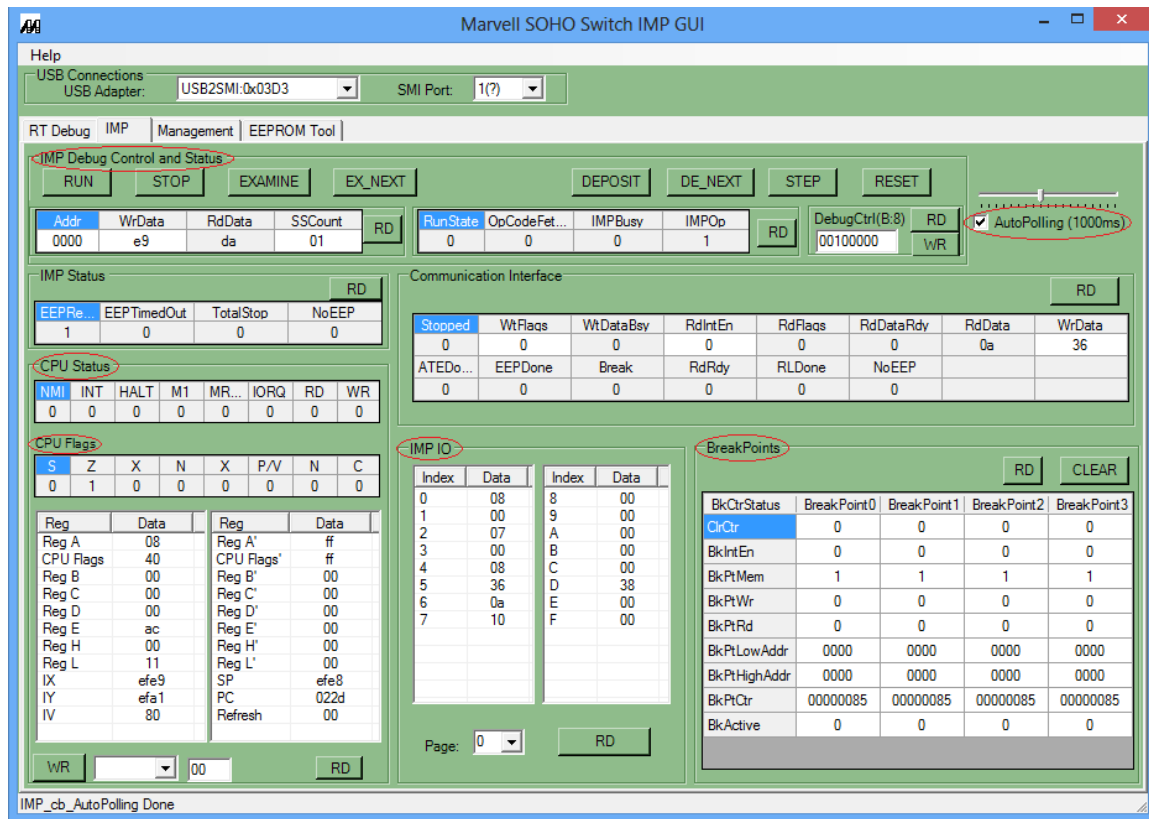 Marvell SOHO Switch IMP GUI
Help
USB Connections
USB Adapter: USB2SMI:0x03D3 SMI Port: 1(?)
RT Debug IMP Management EEPROM Tool
IMP Debug Control and Status
RUN STOP EXAMINE EX_NEXT DEPOSIT DE_NEXT STEP RESET
Addr WrData RdData SSCount RD
0000 e9 da 01
RunState OpCodeFet... IMPBusy IMPOp RD
0 0 0 1
DebugCtrl(B:8) RD
00100000 WR
AutoPolling (1000ms)
IMP Status
RD
EEPRe... EEPTimedOut TotalStop NoEEP
1 0 0 0
Communication Interface
RD
Stopped WtFlags WtDataBsy RdIntEn RdFlags RdDataRdy RdData WrData
0 0 0 0 0 0 0a 36
ATEDo... EEPDone Break RdRdy RLDone NoEEP
0 0 0 0 0 0
CPU Status
NMI INT HALT M1 MR... IORQ RD WR
0 0 0 0 0 0 0 0
CPU Flags
S Z X N X P/V N C
0 1 0 0 0 0 0 0
Reg Data Reg Data
Reg A 08 Reg A' ff
CPU Flags 40 CPU Flags' ff
Reg B 00 Reg B' 00
Reg C 00 Reg C' 00
Reg D 00 Reg D' 00
Reg E ac Reg E' 00
Reg H 00 Reg H' 00
Reg L 11 Reg L' 00
IX efe9 SP efe8
IY efa1 PC 022d
IV 80 Refresh 00
WR 00 RD
IMP IO
Index Data Index Data
0 08 8 00
1 00 9 00
2 07 A 00
3 00 B 00
4 08 C 00
5 36 D 38
6 0a E 00
7 10 F 00
Page: 0 RD
BreakPoints
RD CLEAR
BkCtrStatus BreakPoint0 BreakPoint1 BreakPoint2 BreakPoint3
ClrCtr 0 0 0 0
BkIntEn 0 0 0 0
BkPtMem 1 1 1 1
BkPtWr 0 0 0 0
BkPtRd 0 0 0 0
BkPtLowAddr 0000 0000 0000 0000
BkPtHighAddr 0000 0000 0000 0000
BkPtCtr 00000085 00000085 00000085 00000085
BkActive 0 0 0 0
IMP_cb_AutoPolling Done